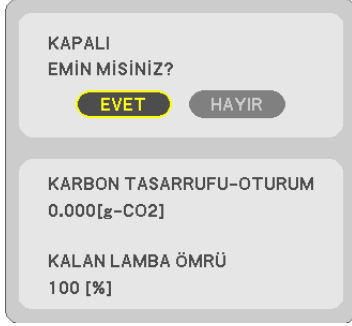 KAPALI
EMİN MİSİNİZ?
EVET HAYIR
KARBON TASARRUFU-OTURUM
0.000[g-CO2]
KALAN LAMBA ÖMRÜ
100 [%]